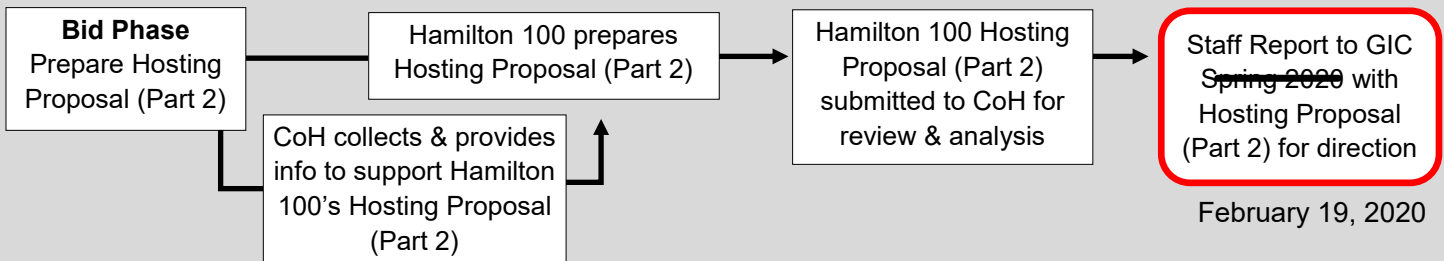 Bid Phase
Prepare Hosting
Proposal (Part 2)
Hamilton 100 prepares
Hosting Proposal (Part 2)
CoH collects & provides
info to support Hamilton
100's Hosting Proposal
(Part 2)
Hamilton 100 Hosting
Proposal (Part 2)
submitted to CoH for
review & analysis
Staff Report to GIC
Spring 2020 with
Hosting Proposal
(Part 2) for direction
February 19, 2020